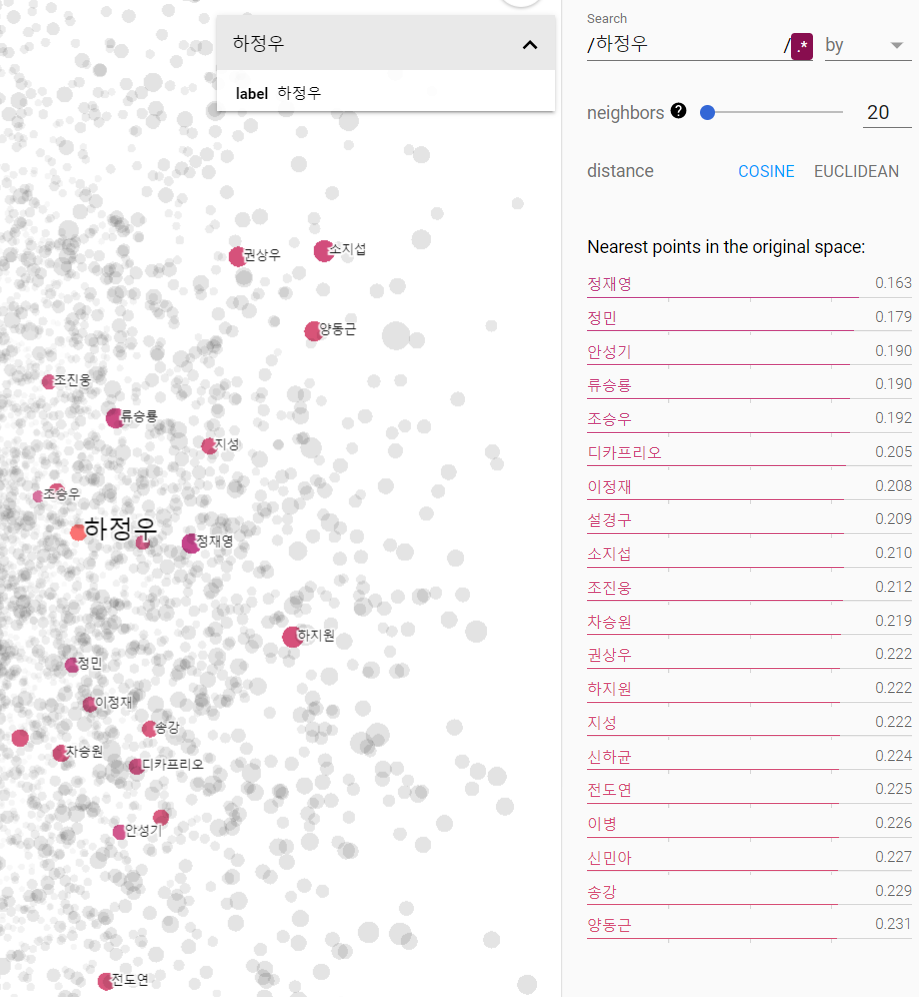 하정우
label 하정우
권상우
소지섭
양동근
조진웅
류승룡
지성
조승우
하정우
정재영
하지원
정민
이정재
송강
차승원
디카프리오
안성기
전도연
Search
/하정우 /.* by
neighbors ? 20
distance COSINE EUCLIDEAN
Nearest points in the original space:
정재영 0.163
정민 0.179
안성기 0.190
류승룡 0.190
조승우 0.192
디카프리오 0.205
이정재 0.208
설경구 0.209
소지섭 0.210
조진웅 0.212
차승원 0.219
권상우 0.222
하지원 0.222
지성 0.222
신하균 0.224
전도연 0.225
이병 0.226
신민아 0.227
송강 0.229
양동근 0.231